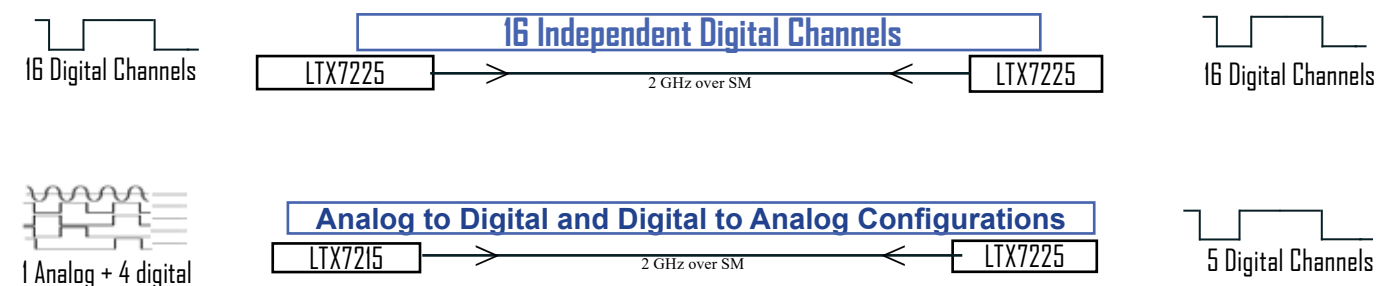 16 Independent Digital Channels
16 Digital Channels
LTX7225
2 GHz over SM
LTX7225
16 Digital Channels
Analog to Digital and Digital to Analog Configurations
1 Analog + 4 digital
LTX7215
2 GHz over SM
LTX7225
5 Digital Channels